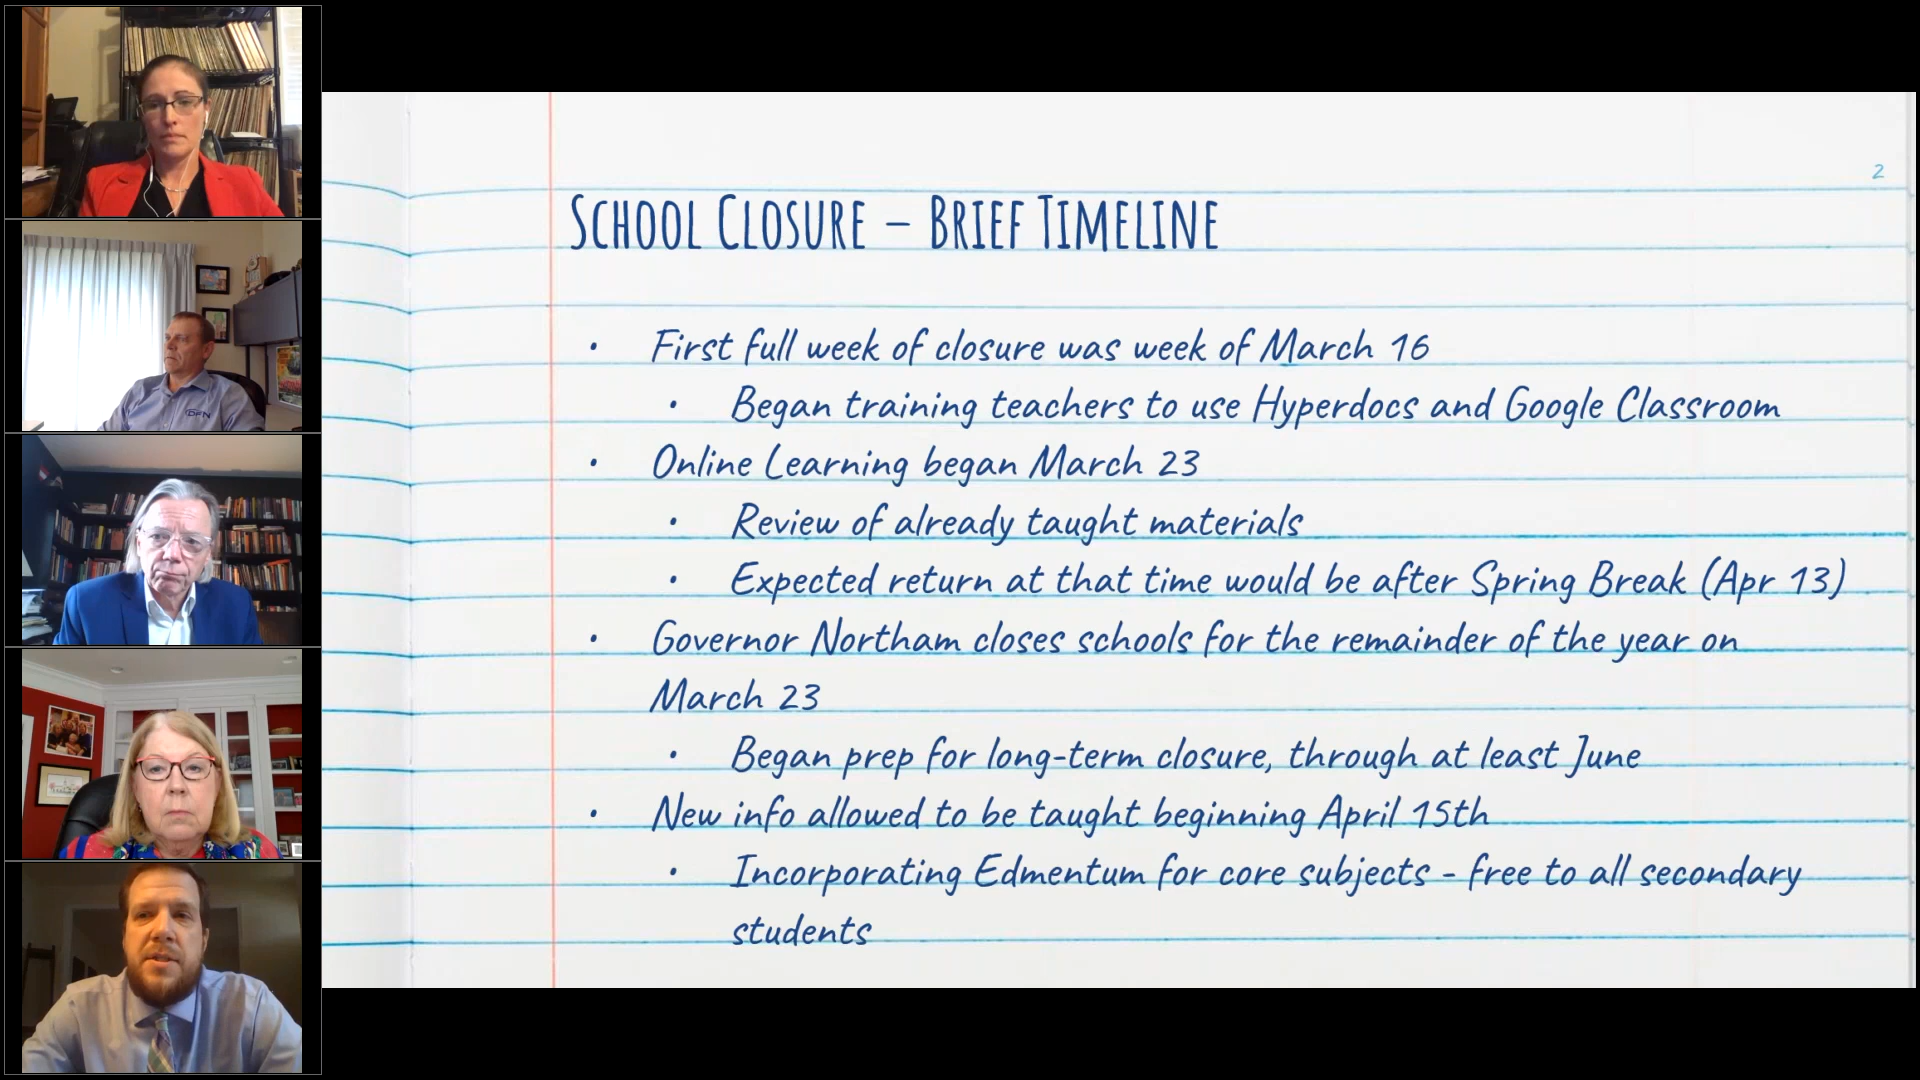 2
SCHOOL CLOSURE – BRIEF TIMELINE
• First full week of closure was week of March 16
• Began training teachers to use Hyperdocs and Google Classroom
• Online Learning began March 23
• Review of already taught materials
• Expected return at that time would be after Spring Break (Apr 13)
• Governor Northam closes schools for the remainder of the year on
March 23
• Began prep for long-term closure, through at least June
• New info allowed to be taught beginning April 15th
• Incorporating Edmentum for core subjects - free to all secondary
students